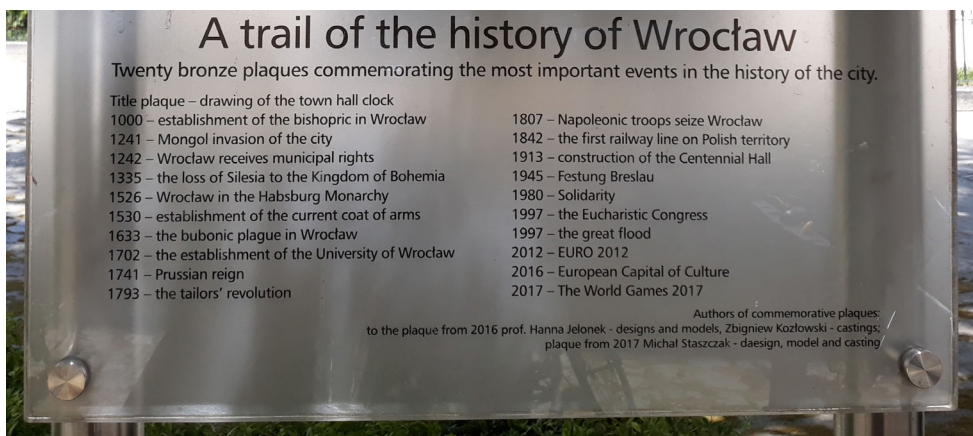 A trail of the history of Wrocław
Twenty bronze plaques commemorating the most important events in the history of the city.
Title plaque – drawing of the town hall clock
1000 – establishment of the bishopric in Wrocław
1241 – Mongol invasion of the city
1242 – Wrocław receives municipal rights
1335 – the loss of Silesia to the Kingdom of Bohemia
1526 – Wrocław in the Habsburg Monarchy
1530 – establishment of the current coat of arms
1633 – the bubonic plague in Wrocław
1702 – the establishment of the University of Wrocław
1741 – Prussian reign
1793 – the tailors' revolution
1807 – Napoleonic troops seize Wrocław
1842 – the first railway line on Polish territory
1913 – construction of the Centennial Hall
1945 – Festung Breslau
1980 – Solidarity
1997 – the Eucharistic Congress
1997 – the great flood
2012 – EURO 2012
2016 – European Capital of Culture
2017 – The World Games 2017
Authors of commemorative plaques:
to the plaque from 2016 prof. Hanna Jelonek - designs and models, Zbigniew Kozłowski - castings;
plaque from 2017 Michał Staszczak - daesign, model and casting